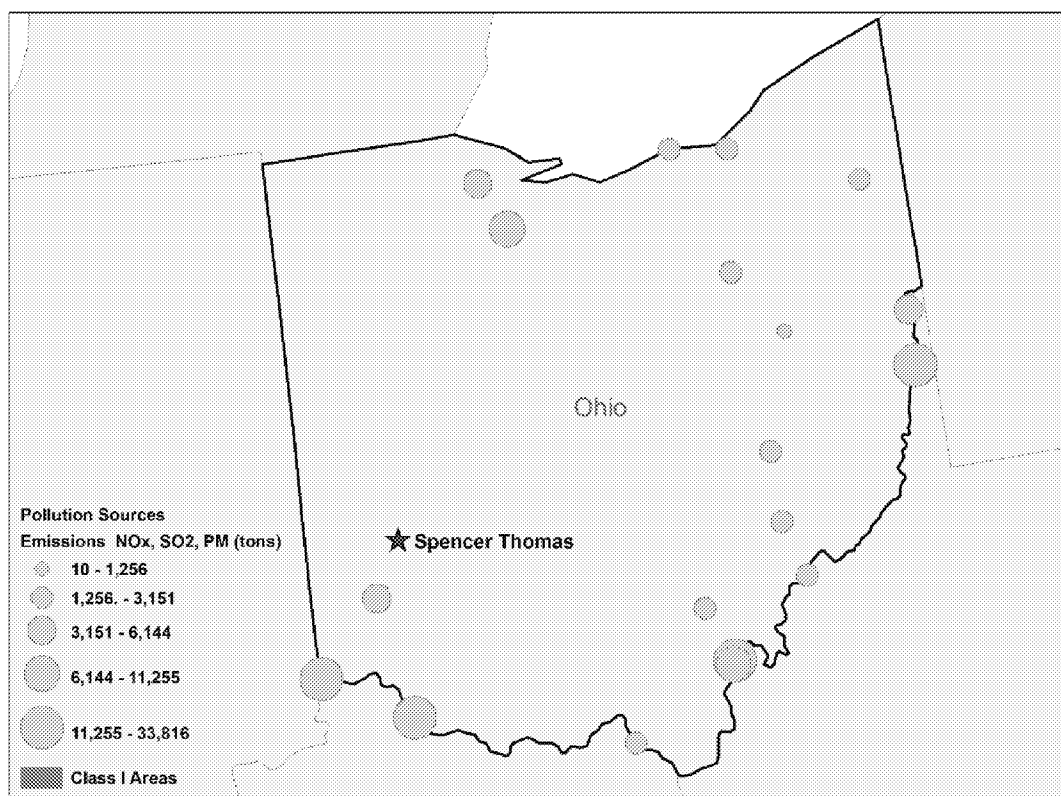 Ohio
Spencer Thomas
Pollution Sources
Emissions NOx, SO2, PM (tons)
10 - 1,256
1,256. - 3,151
3,151 - 6,144
6,144 - 11,255
11,255 - 33,816
Class I Areas